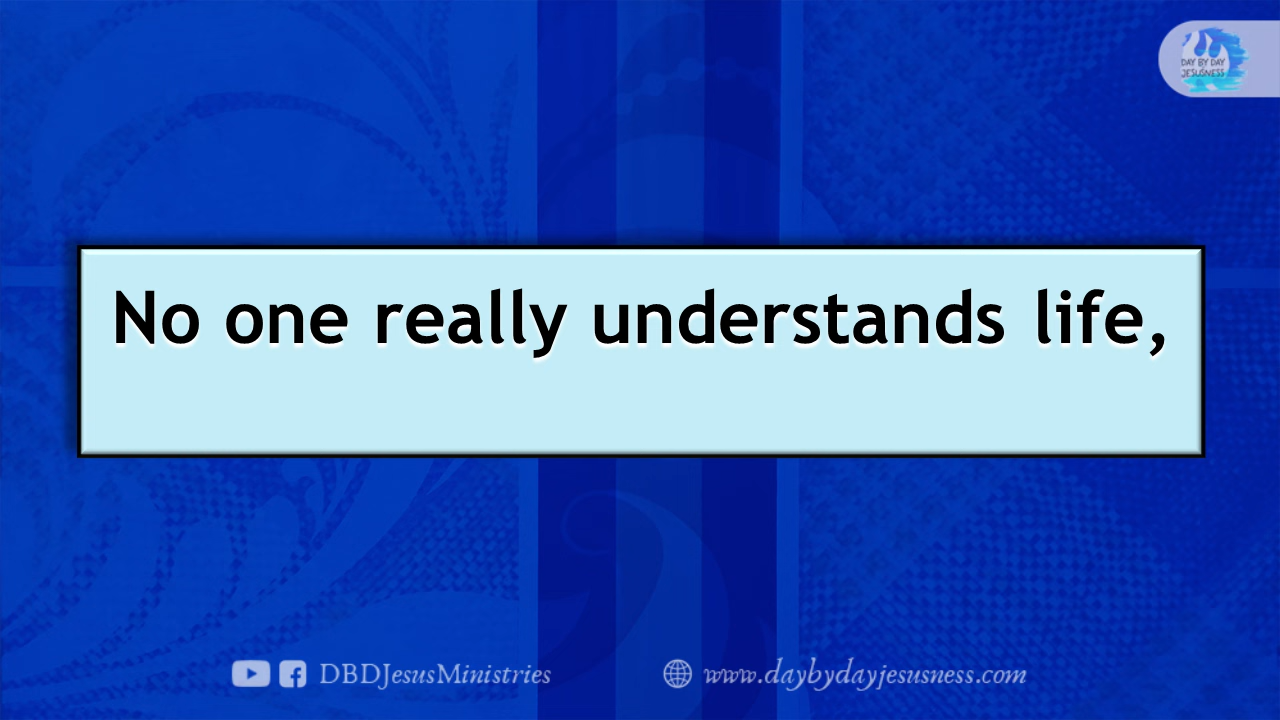 DAY BY DAY
JESUSNESS
No one really understands life,
DBDJesusMinistries
www.daybydayjesusness.com